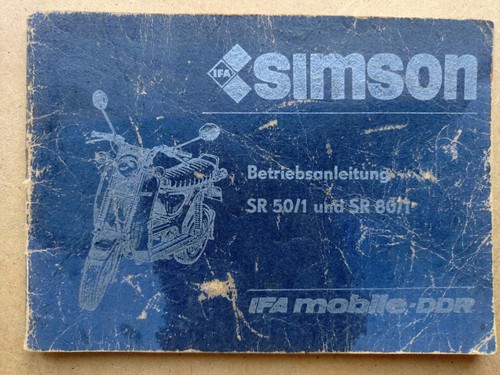 IFA
simson
Betriebsanleitung
SR 50/1 und SR 80/1
IFA mobile-DDR